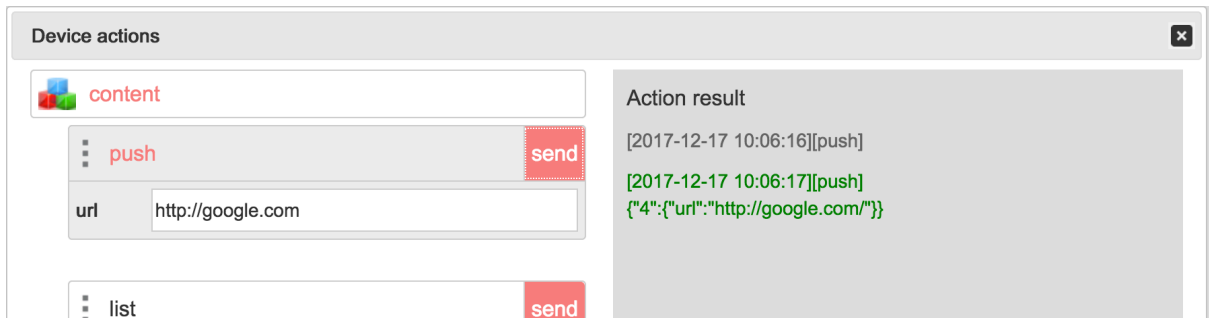 Device actions
content
push
send
url
http://google.com
list
send
Action result
[2017-12-17 10:06:16][push]
[2017-12-17 10:06:17][push]
{"4":{"url":"http://google.com/"}}